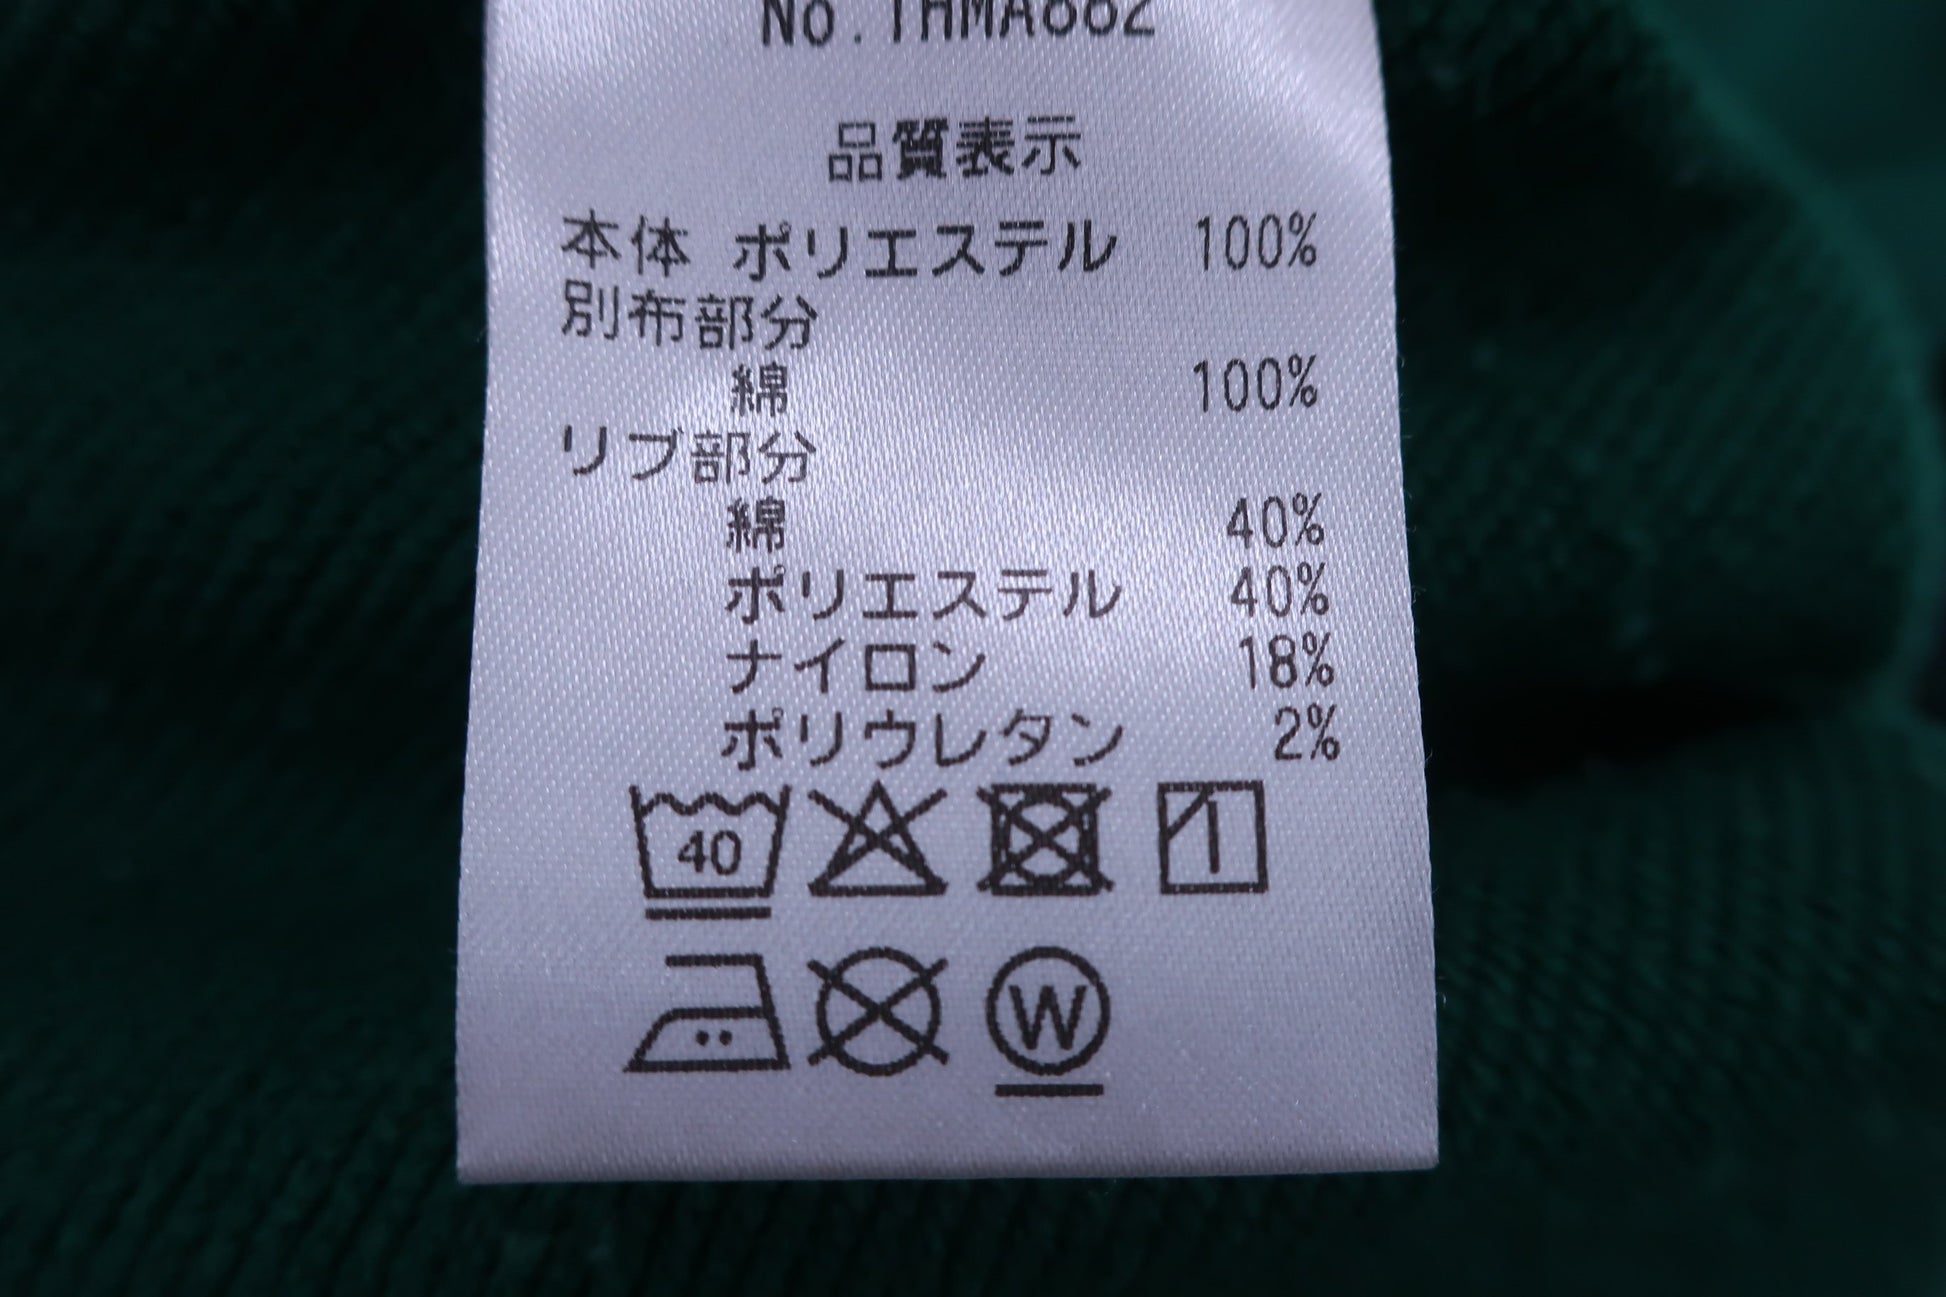 品質表示
本体 ポリエステル 100%
別布部分
綿 100%
リブ部分
綿 40%
ポリエステル 40%
ナイロン 18%
ポリウレタン 2%
40
W